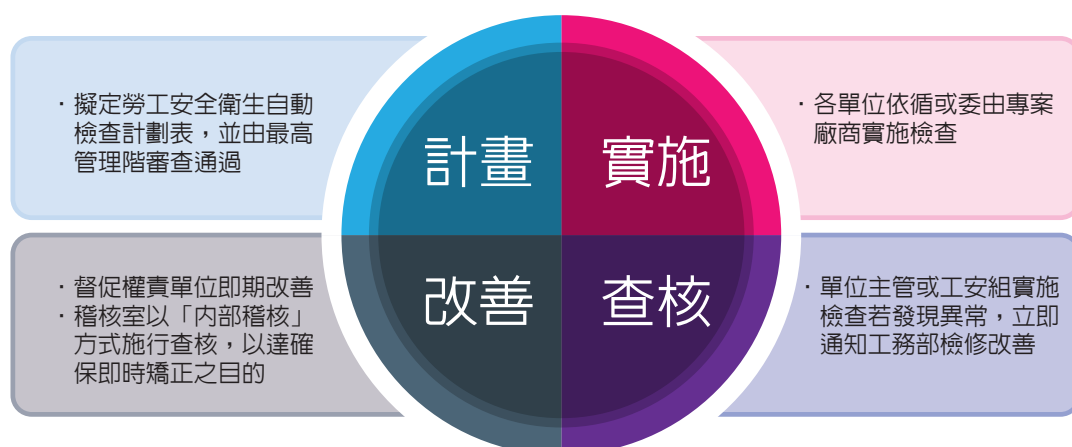 ・擬定勞工安全衛生自動
檢查計劃表，並由最高
管理階審查通過
計畫
實施
・各單位依循或委由專案
廠商實施檢查
・督促權責單位即期改善
・稽核室以「內部稽核」
方式施行查核，以達確
保即時矯正之目的
改善
查核
・單位主管或工安組實施
檢查若發現異常，立即
通知工務部檢修改善